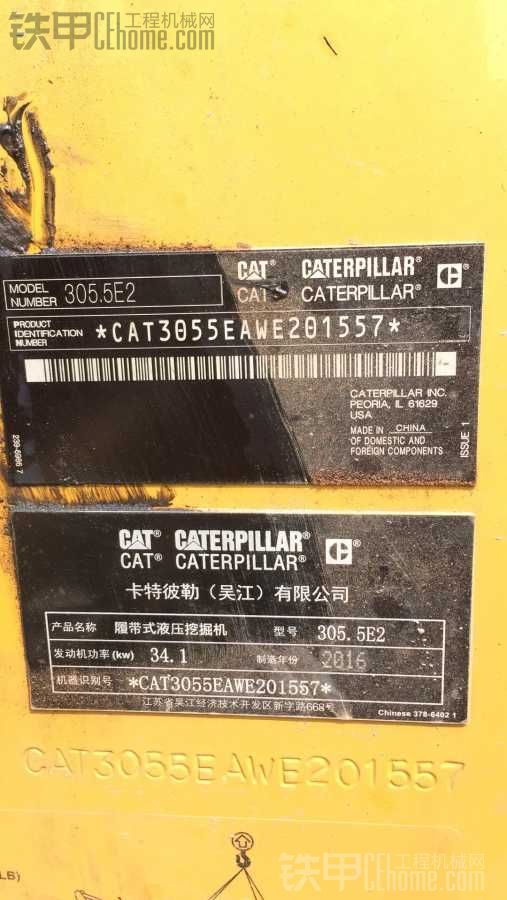 铁甲 工程机械网
CEhome.com
CAT® CATERPILLAR® C
MODEL NUMBER 305.5E2
CAT® CATERPILLAR
PRODUCT IDENTIFICATION NUMBER *CAT3055EAWE201557*
CATERPILLAR INC.
PEORIA, IL 61629
USA
MADE IN CHINA
OF DOMESTIC AND
FOREIGN COMPONENTS
ISSUE 1
239-5986 7
CAT® CATERPILLAR® C
CAT® CATERPILLAR®
卡特彼勒（吴江）有限公司
产品名称 履带式液压挖掘机 型号 305.5E2
发动机功率(kw) 34.1 制造年份 2016
机器识别号 *CAT3055EAWE201557*
江苏省吴江经济技术开发区新字路668号
Chinese 378-6402 1
CAT3055EAWE201557
LB)
铁甲 工程机械网
CEhome.com